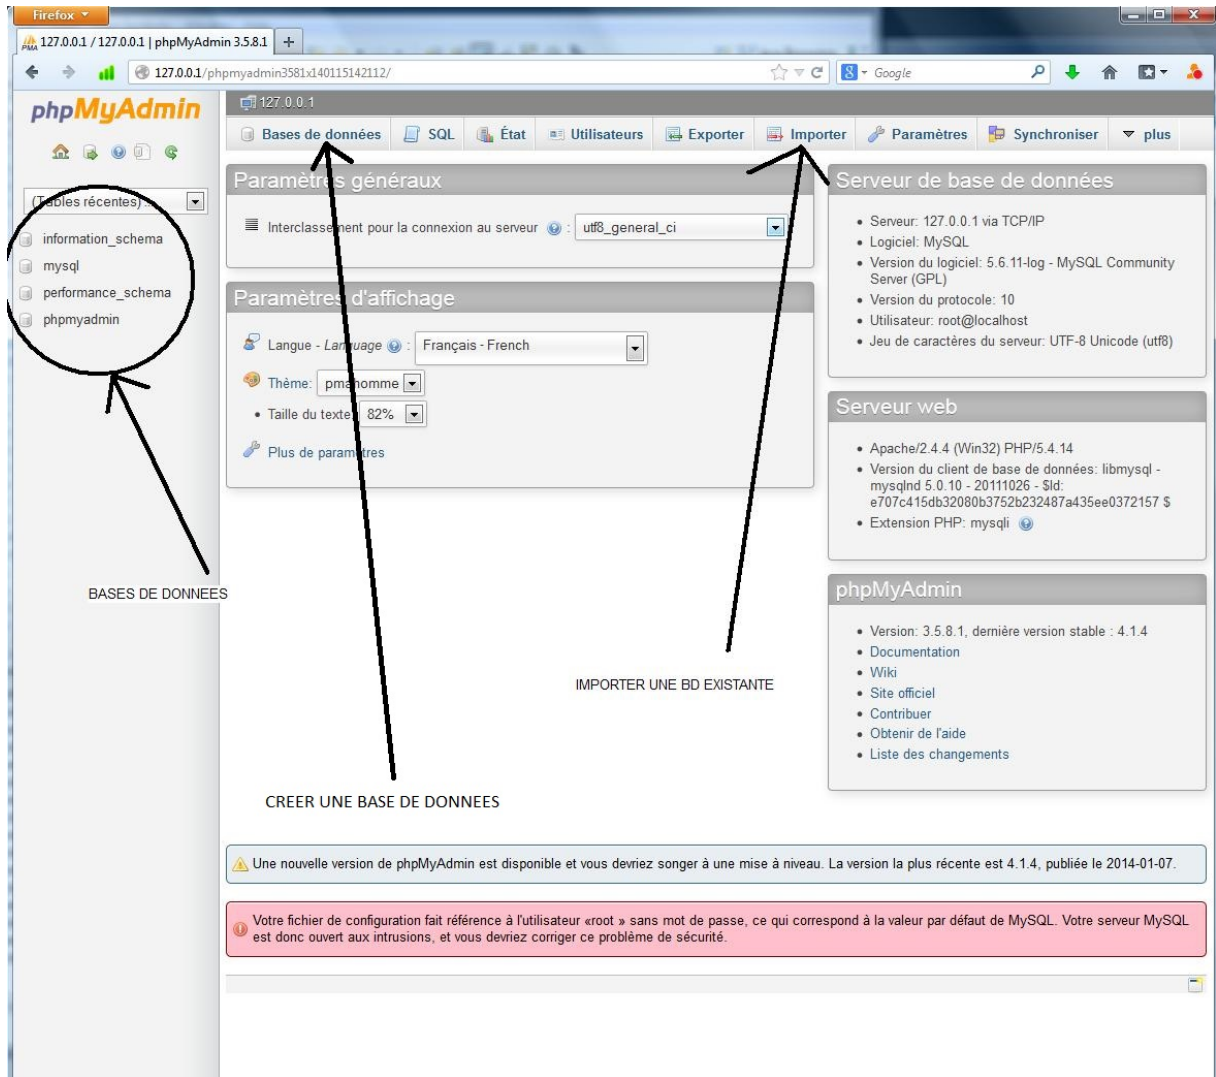 Firefox
127.0.0.1 / 127.0.0.1 | phpMyAdmin 3.5.8.1
127.0.0.1/phpmyadmin3581x140115142112/
Google
phpMyAdmin
127.0.0.1
Bases de données SQL État Utilisateurs Exporter Importer Paramètres Synchroniser plus
(Tables récentes) ...
information_schema
mysql
performance_schema
phpmyadmin
BASES DE DONNEES
Paramètres généraux
Interclassement pour la connexion au serveur : utf8_general_ci
Paramètres d'affichage
Langue - Language : Français - French
Thème: pmahomme
Taille du texte: 82%
Plus de paramètres
IMPORTER UNE BD EXISTANTE
CREER UNE BASE DE DONNEES
Serveur de base de données
Serveur: 127.0.0.1 via TCP/IP
Logiciel: MySQL
Version du logiciel: 5.6.11-log - MySQL Community
Server (GPL)
Version du protocole: 10
Utilisateur: root@localhost
Jeu de caractères du serveur: UTF-8 Unicode (utf8)
Serveur web
Apache/2.4.4 (Win32) PHP/5.4.14
Version du client de base de données: libmysql -
mysqlnd 5.0.10 - 20111026 - $Id:
e707c415db32080b3752b232487a435ee0372157 $
Extension PHP: mysqli
phpMyAdmin
Version: 3.5.8.1, dernière version stable : 4.1.4
Documentation
Wiki
Site officiel
Contribuer
Obtenir de l'aide
Liste des changements
Une nouvelle version de phpMyAdmin est disponible et vous devriez songer à une mise à niveau. La version la plus récente est 4.1.4, publiée le 2014-01-07.
Votre fichier de configuration fait référence à l'utilisateur «root » sans mot de passe, ce qui correspond à la valeur par défaut de MySQL. Votre serveur MySQL
est donc ouvert aux intrusions, et vous devriez corriger ce problème de sécurité.